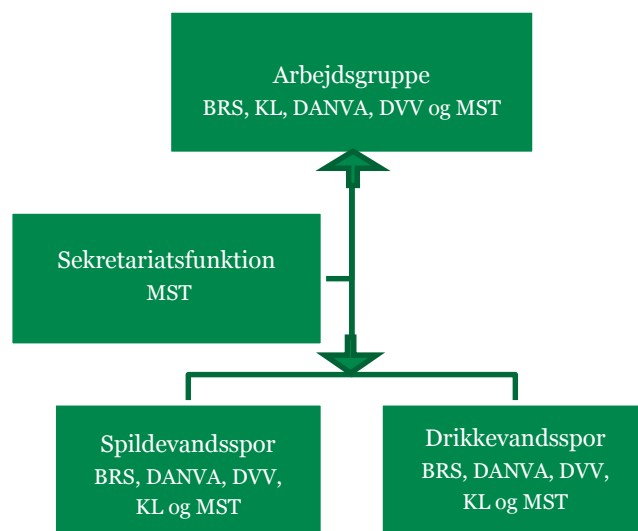 Arbejdsgruppe
BRS, KL, DANVA, DVV og MST
Sekretariatsfunktion
MST
Spildevandsspor
BRS, DANVA, DVV,
KL og MST
Drikkevandsspor
BRS, DANVA, DVV,
KL og MST